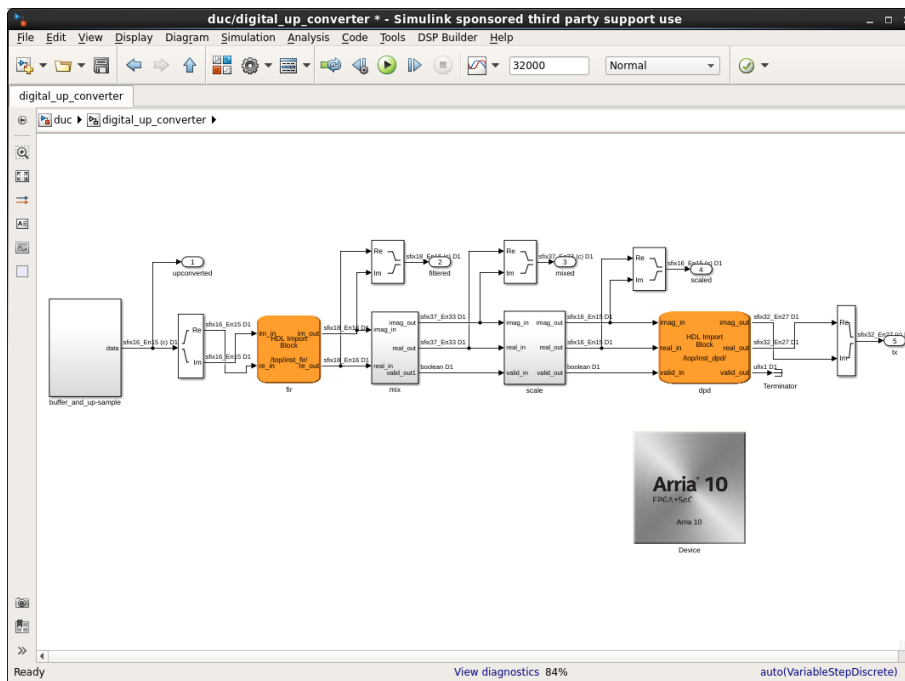 duc/digital_up_converter * - Simulink sponsored third party support use
File Edit View Display Diagram Simulation Analysis Code Tools DSP Builder Help
32000 Normal
digital_up_converter
duc digital_up_converter
Re
Im
sfix18_En16 (c) D1
2
filtered
Re
Im
sfix37_En33 (c) D1
3
mixed
Re
Im
sfix16_En15 (c) D1
4
scaled
1
upconverted
data
buffer_and_up-sample
sfix16_En15 (c) D1
Re
Im
sfix16_En15 D1
sfix16_En15 D1
im_in im_out
HDL Import
Block
/top/inst_fir/
re_in re_out
fir
sfix18_En16 D1
sfix18_En16 D1
imag_in imag_out
real_out
real_in
valid_out1
mix
sfix37_En33 D1
sfix37_En33 D1
boolean D1
imag_in imag_out
real_in real_out
valid_in valid_out
scale
sfix16_En15 D1
sfix16_En15 D1
boolean D1
imag_in imag_out
HDL Import
real_in Block real_out
/top/inst_dpd/
valid_in valid_out
dpd
sfix32_En27 D1
sfix32_En27 D1
ufix1 D1
Terminator
Re
Im
sfix32_En27 (c)
5
tx
Arria 10
FPGA•SoC
Arria 10
Device
Ready View diagnostics 84% auto(VariableStepDiscrete)